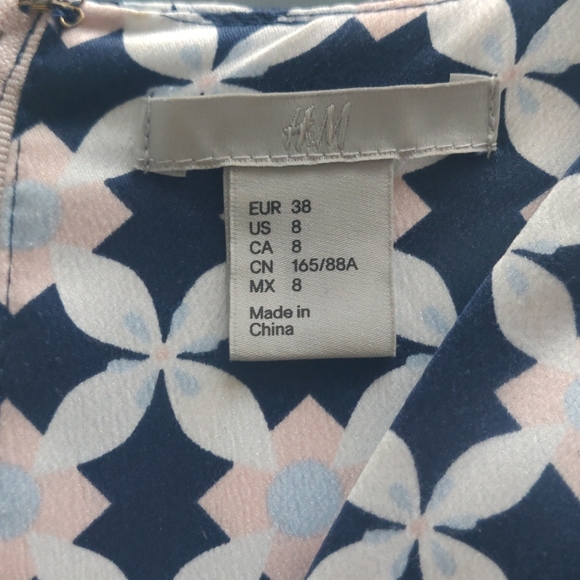 H&M
EUR 38
US 8
CA 8
CN 165/88A
MX 8
Made in
China